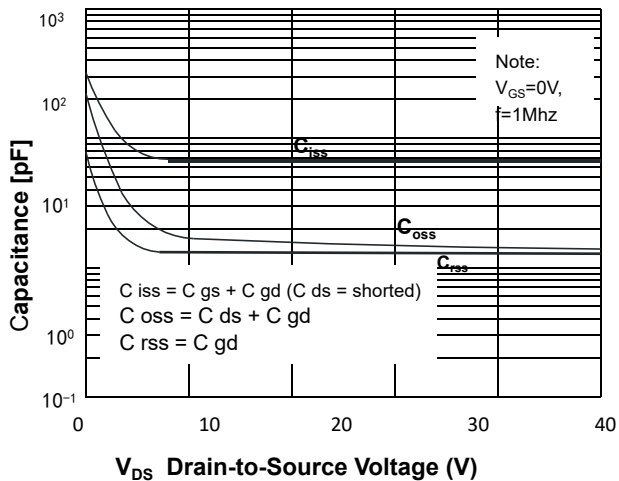 10³
Note:
V_GS=0V,
f=1Mhz
10²
C_iss
10¹
C_oss
C_rss
C iss = C gs + C gd (C ds = shorted)
C oss = C ds + C gd
C rss = C gd
10⁰
10⁻¹
Capacitance [pF]
0 10 20 30 40
V_DS Drain-to-Source Voltage (V)